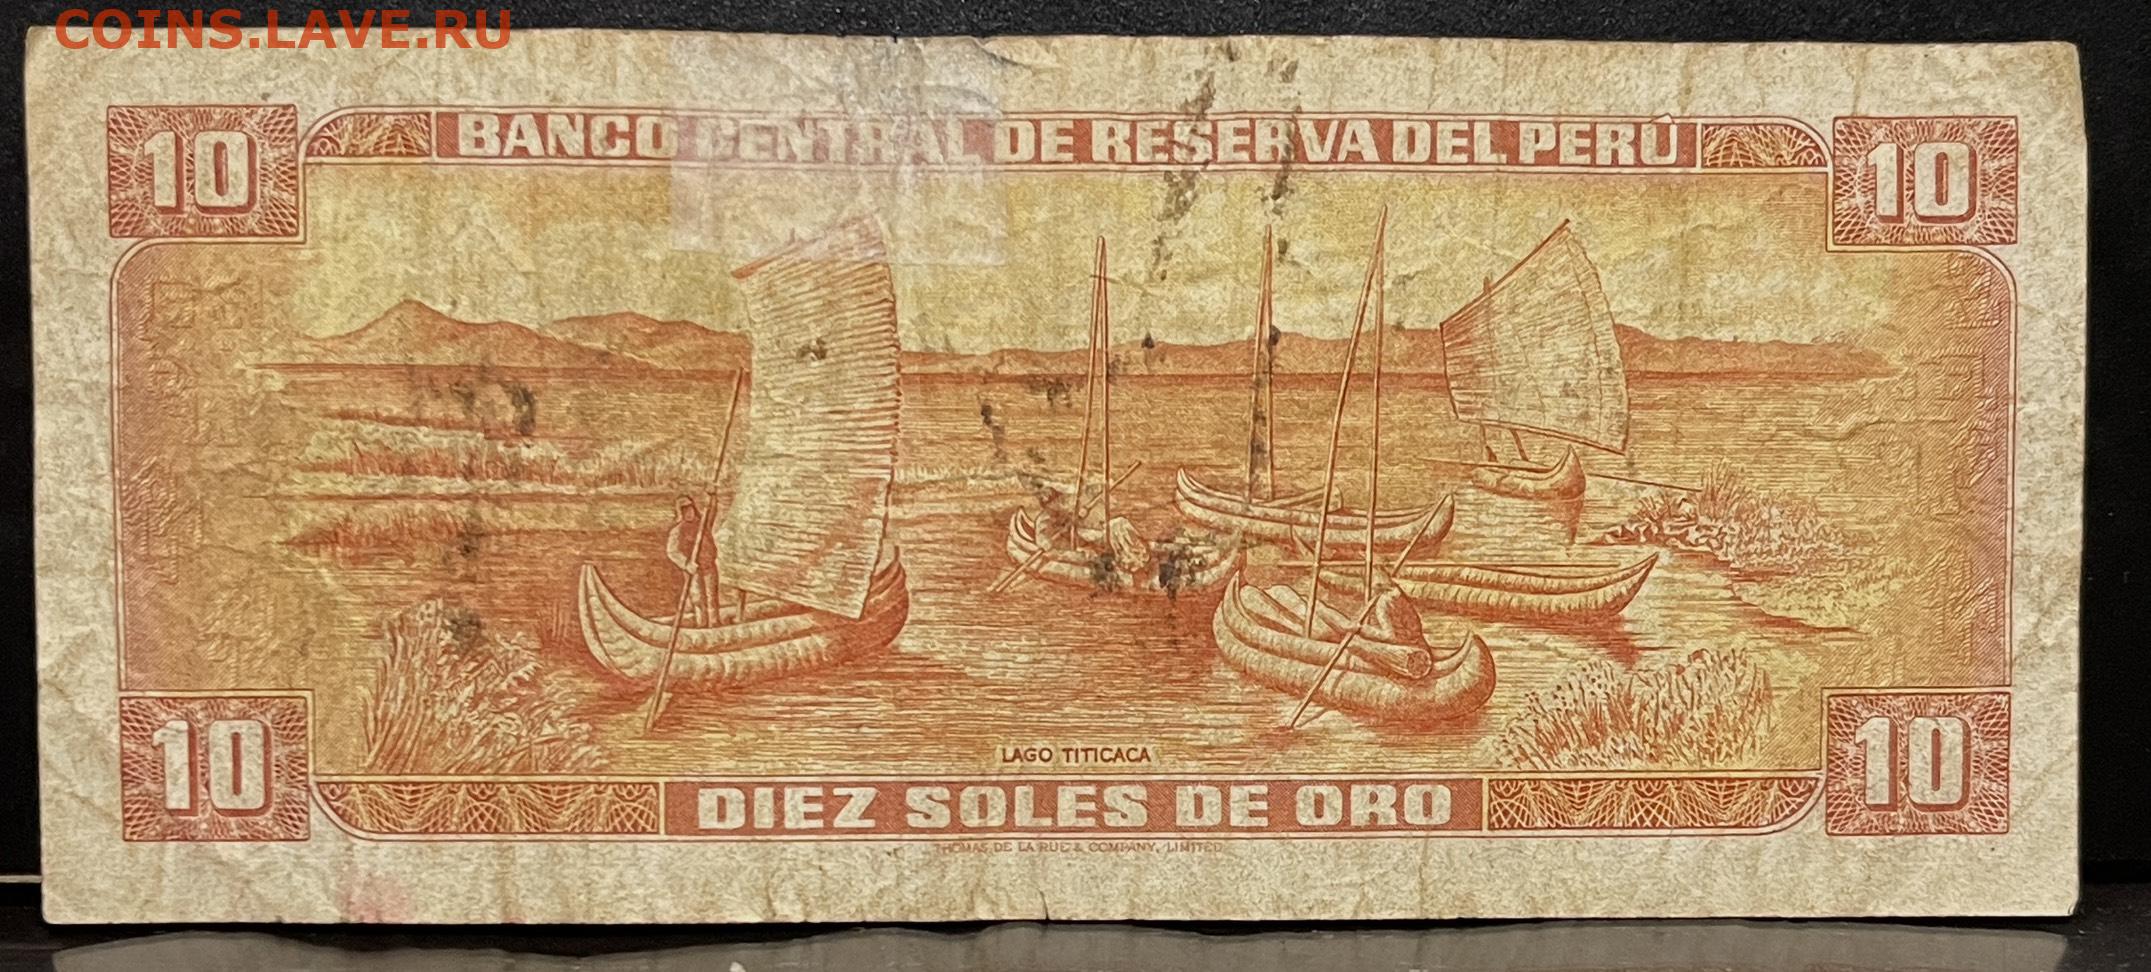 COINS.LAVE.RU
10 BANCO CENTRAL DE RESERVA DEL PERÚ 10
LAGO TITICACA
10 DIEZ SOLES DE ORO 10
THOMAS DE LA RUE & COMPANY, LIMITED